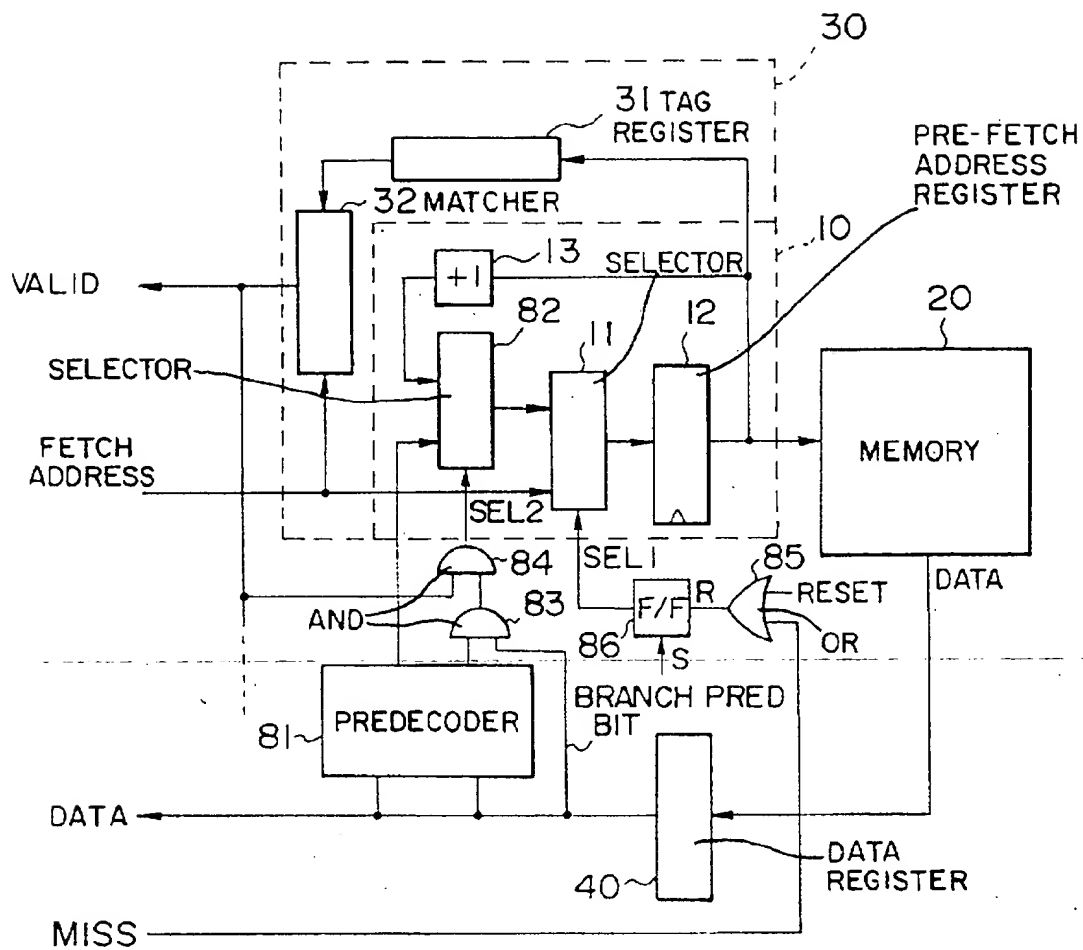 30
31 TAG
REGISTER
PRE-FETCH
ADDRESS
REGISTER
32 MATCHER
10
13
SELECTOR
+1
VALID
82
12
20
11
SELECTOR
MEMORY
FETCH
ADDRESS
SEL2
SEL1
84
85
DATA
R
RESET
AND
83
F/F
OR
86
S
BRANCH PRED
BIT
PREDECODER
81
DATA
DATA
REGISTER
40
MISS